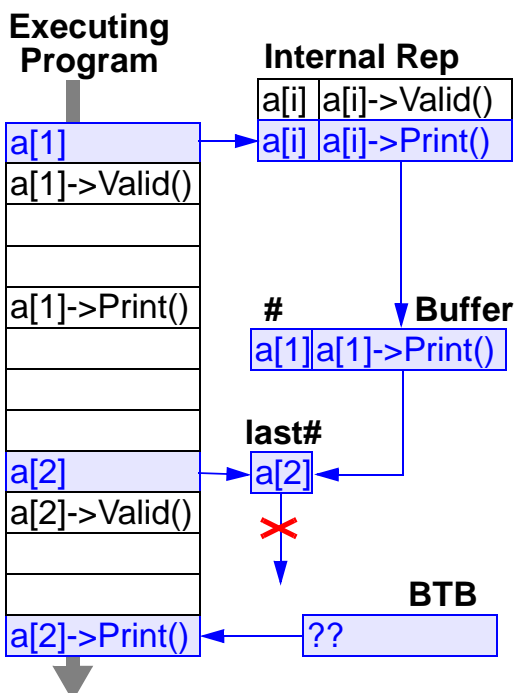 Executing
Program
Internal Rep
a[i] a[i]->Valid()
a[i] a[i]->Print()
a[1]
a[1]->Valid()
a[1]->Print()
# Buffer
a[1] a[1]->Print()
last#
a[2]
a[2]
a[2]->Valid()
BTB
a[2]->Print()
??